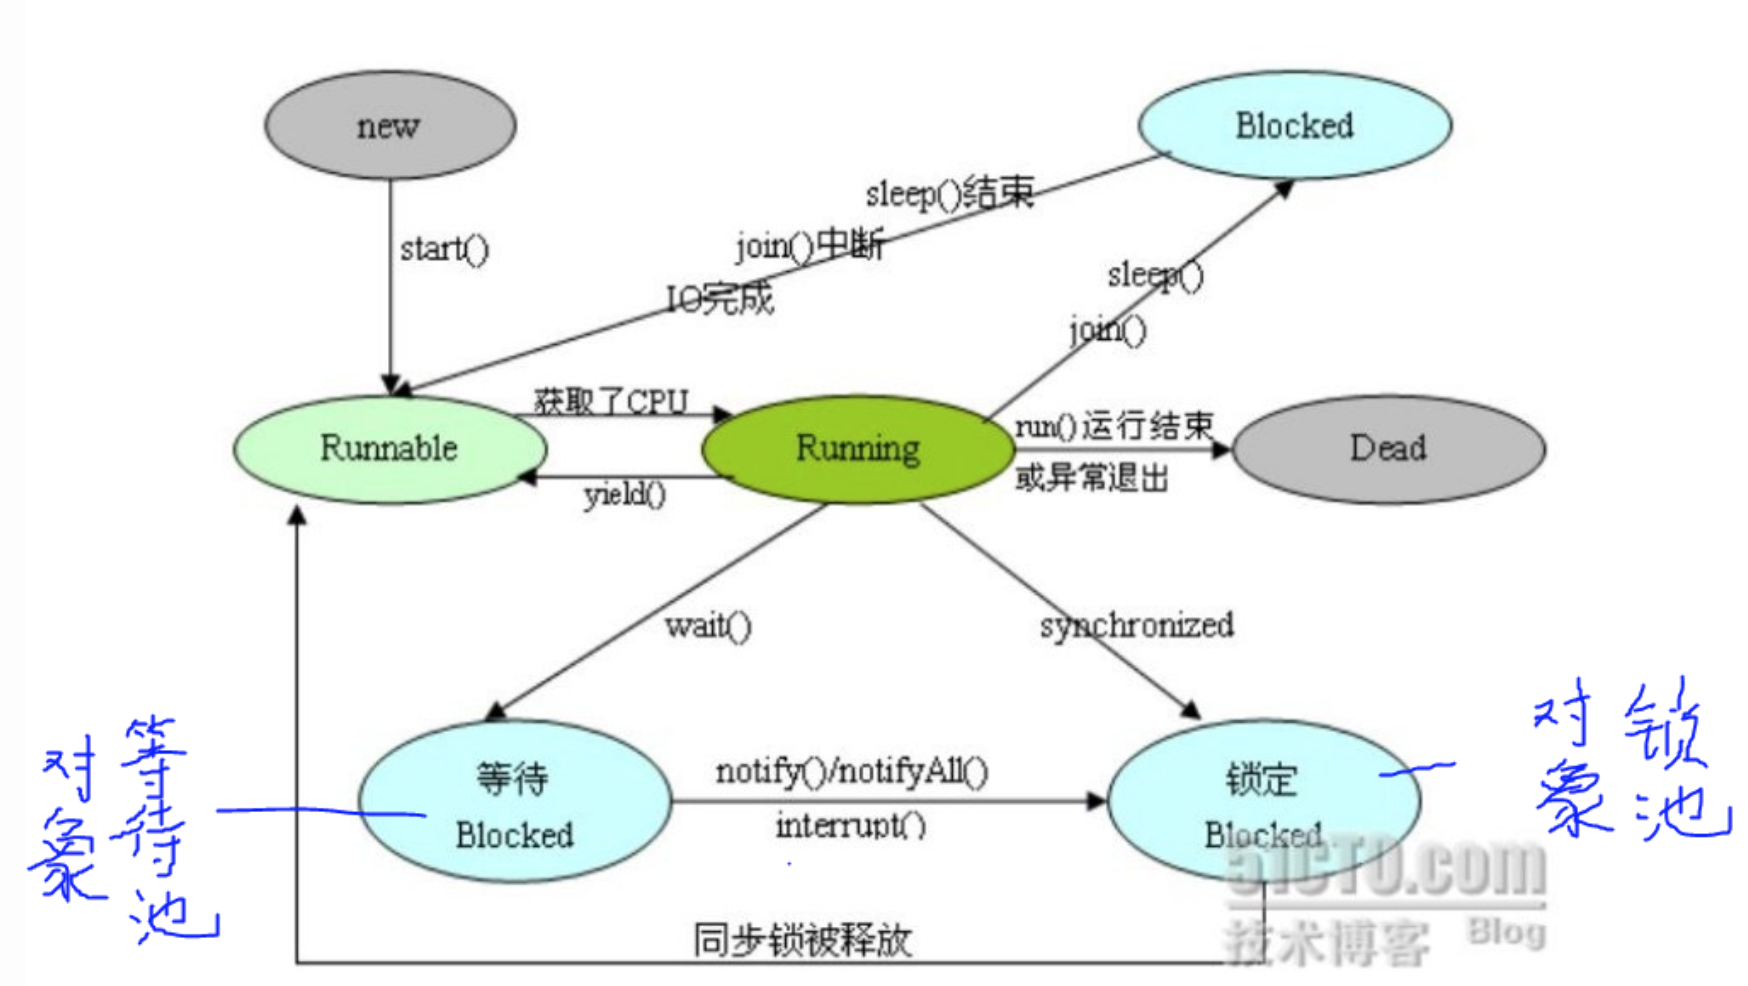 new
Blocked
sleep()结束
start()
join()中断
sleep()
IO完成
join()
获取了CPU
Runnable
Running
run()运行结束
或异常退出
Dead
yield()
wait()
synchronized
对象
等待池
等待
Blocked
notify()/notifyAll()
interrupt()
锁定
Blocked
对象
锁池
同步锁被释放
51CTO.com
技术博客 Blog